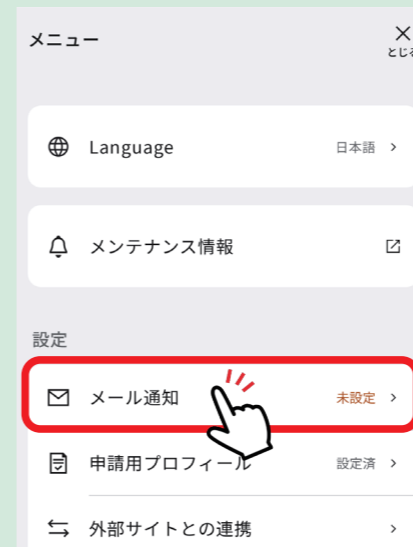 メニュー
とじる
Language 日本語
メンテナンス情報
設定
メール通知 未設定
申請用プロフィール 設定済
外部サイトとの連携